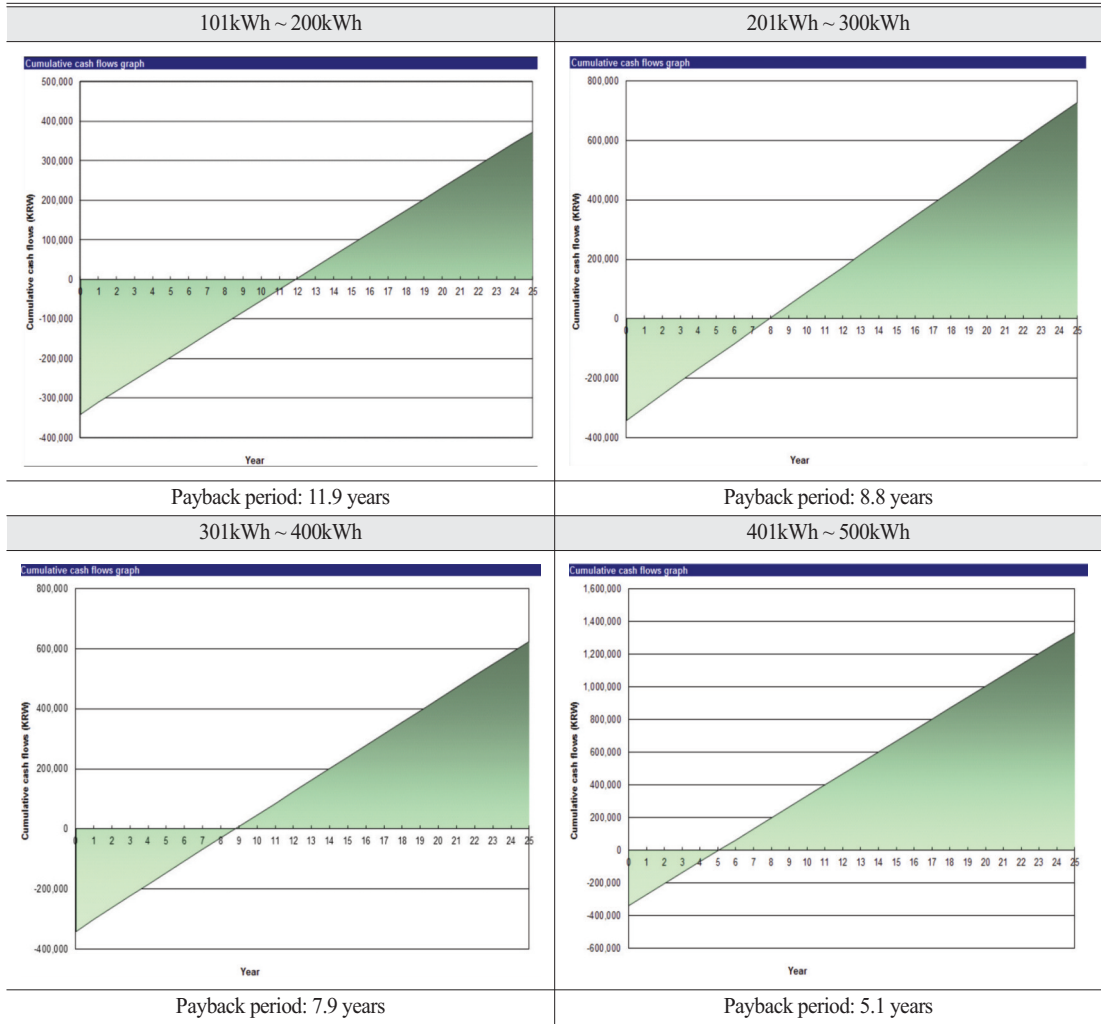 101kWh ~ 200kWh
201kWh ~ 300kWh
Cumulative cash flows graph
500,000
400,000
300,000
200,000
100,000
0
-100,000
-200,000
-300,000
-400,000
Cumulative cash flows (KRW)
0 1 2 3 4 5 6 7 8 9 10 11 12 13 14 15 16 17 18 19 20 21 22 23 24 25
Year
Cumulative cash flows graph
800,000
600,000
400,000
200,000
0
-200,000
-400,000
Cumulative cash flows (KRW)
0 1 2 3 4 5 6 7 8 9 10 11 12 13 14 15 16 17 18 19 20 21 22 23 24 25
Year
Payback period: 11.9 years
Payback period: 8.8 years
301kWh ~ 400kWh
401kWh ~ 500kWh
Cumulative cash flows graph
800,000
600,000
400,000
200,000
0
-200,000
-400,000
Cumulative cash flows (KRW)
0 1 2 3 4 5 6 7 8 9 10 11 12 13 14 15 16 17 18 19 20 21 22 23 24 25
Year
Cumulative cash flows graph
1,600,000
1,400,000
1,200,000
1,000,000
800,000
600,000
400,000
200,000
0
-200,000
-400,000
-600,000
Cumulative cash flows (KRW)
0 1 2 3 4 5 6 7 8 9 10 11 12 13 14 15 16 17 18 19 20 21 22 23 24 25
Year
Payback period: 7.9 years
Payback period: 5.1 years